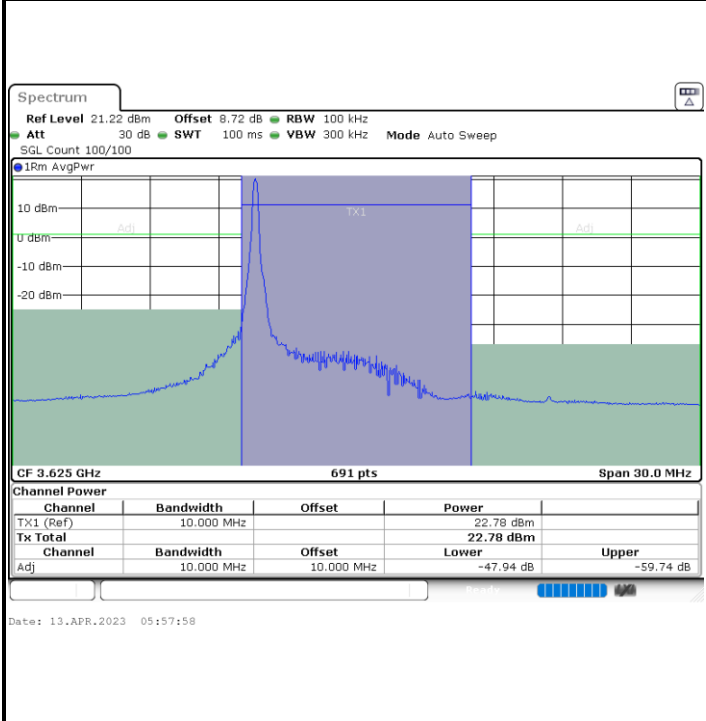 Spectrum
Ref Level 21.22 dBm Offset 8.72 dB RBW 100 kHz
Att 30 dB SWT 100 ms VBW 300 kHz Mode Auto Sweep
SGL Count 100/100
1Rm AvgPwr
10 dBm
TX1
Adj
Adj
0 dBm
-10 dBm
-20 dBm
CF 3.625 GHz 691 pts Span 30.0 MHz
Channel Power
Channel Bandwidth Offset Power
TX1 (Ref) 10.000 MHz 22.78 dBm
Tx Total 22.78 dBm
Channel Bandwidth Offset Lower Upper
Adj 10.000 MHz 10.000 MHz -47.94 dB -59.74 dB
Ready
Date: 13.APR.2023 05:57:58